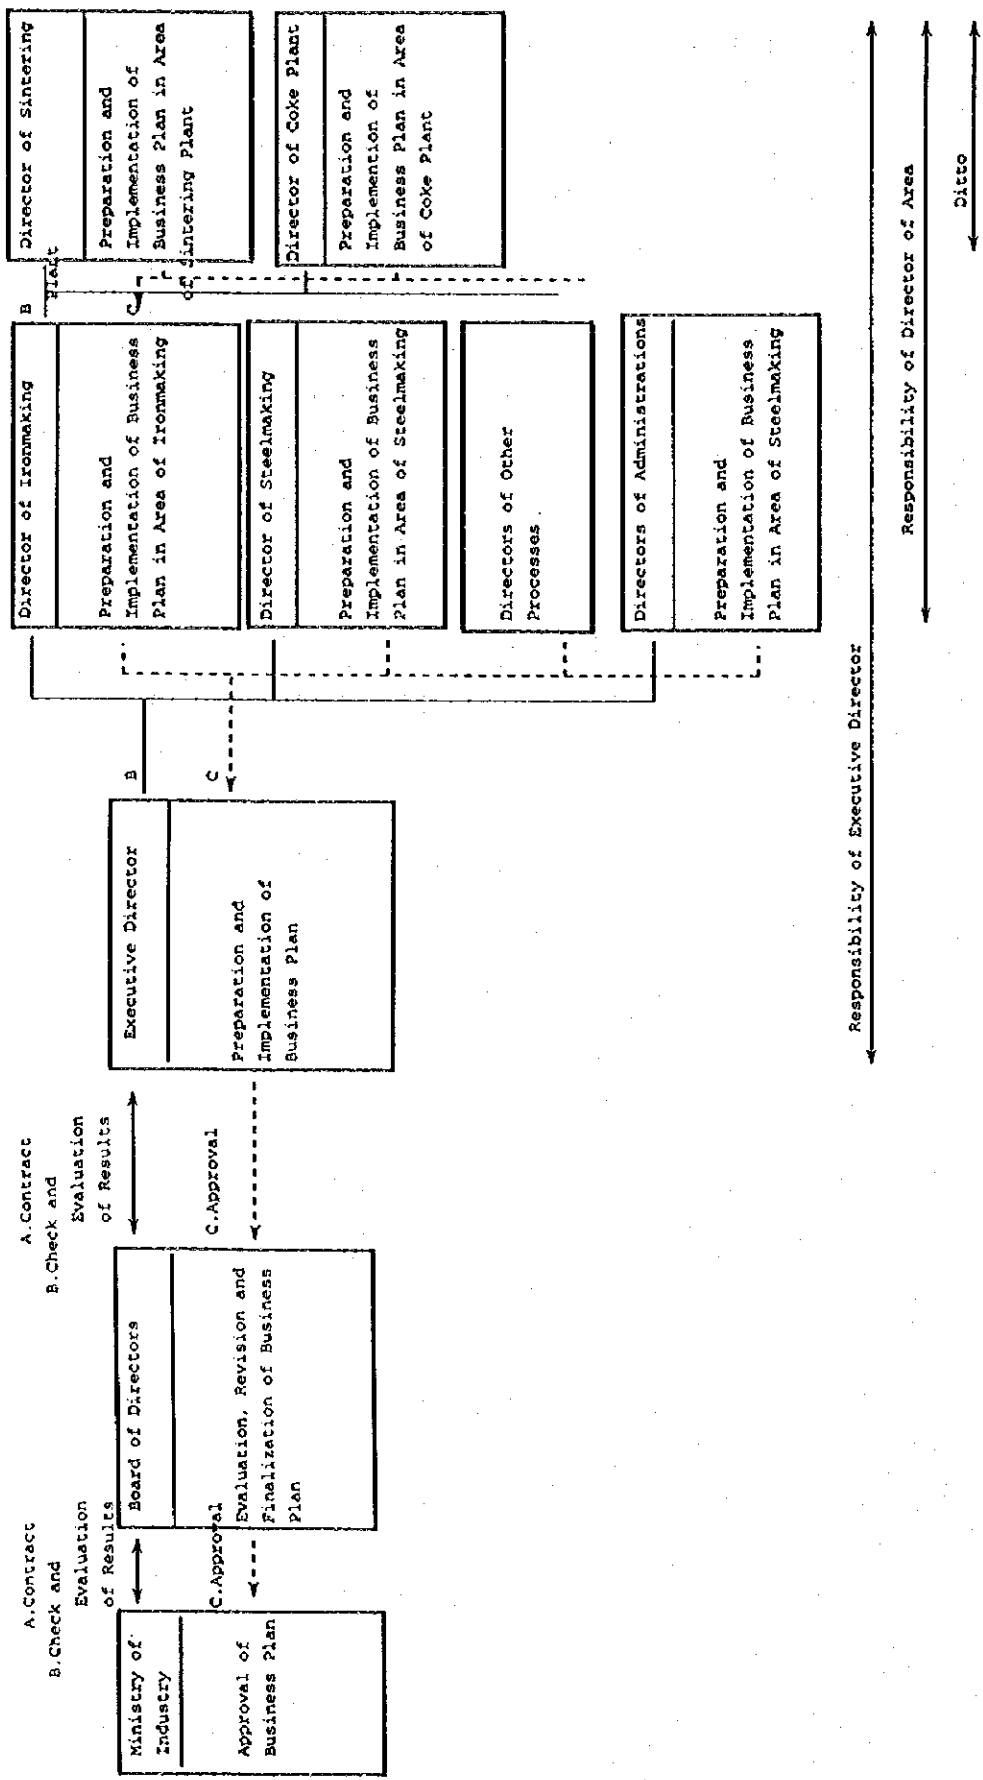 A.Contract
B.Check and
Evaluation
of Results
Ministry of
Industry
C.Approval
Approval of
Business Plan
A.Contract
B.Check and
Evaluation
of Results
Board of Directors
C.Approval
Evaluation, Revision and
Finalization of Business
Plan
Executive Director
Preparation and
Implementation of
Business Plan
B
C
Director of Ironmaking
Preparation and
Implementation of Business
Plan in Area of Ironmaking
Director of Steelmaking
Preparation and
Implementation of Business
Plan in Area of Steelmaking
Directors of Other
Processes.
Directors of Administrations
Preparation and
Implementation of Business
Plan in Area of Steelmaking
B
C
Director of Sintering
Plant
Preparation and
Implementation of
Business Plan in Area
of Sintering Plant
Director of Coke Plant
Preparation and
Implemention of
Business Plan in Area
of Coke Plant
Responsibility of Executive Director
Responsibility of Director of Area
Ditto